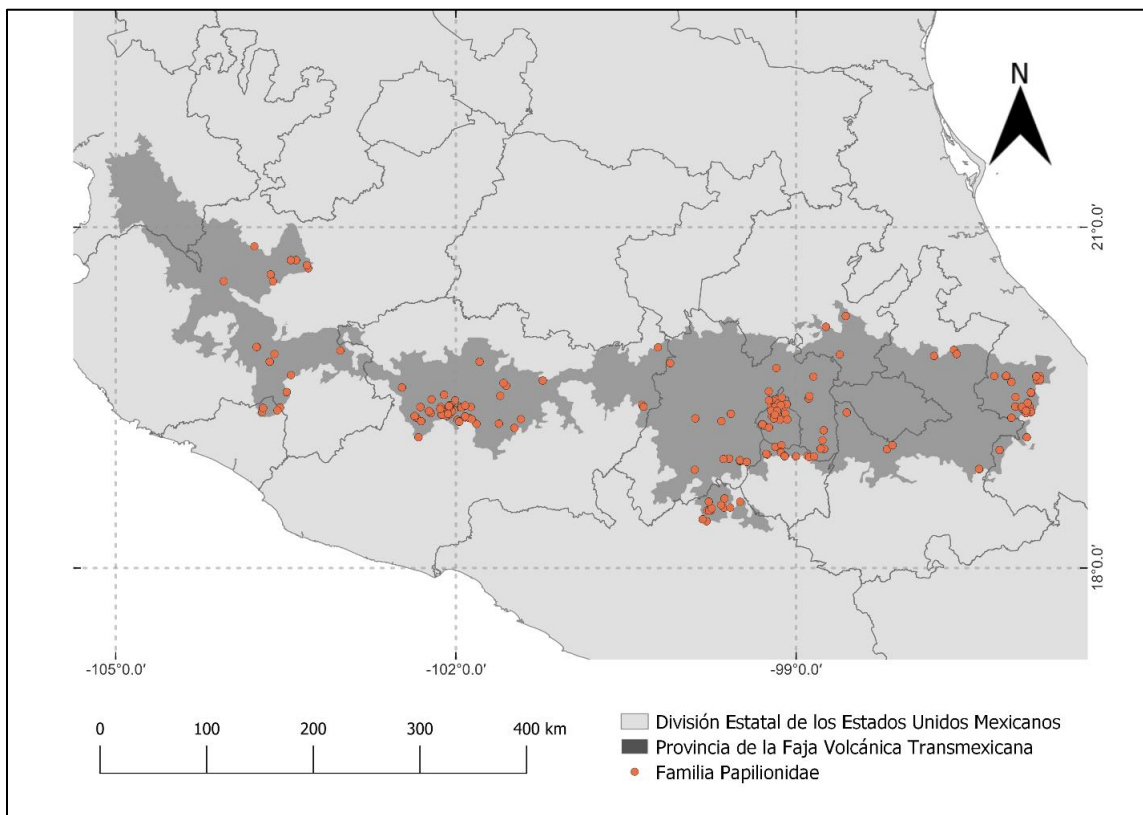 N
21°0.0'
18°0.0'
-105°0.0'
-102°0.0'
-99°0.0'
0 100 200 300 400 km
División Estatal de los Estados Unidos Mexicanos
Provincia de la Faja Volcánica Transmexicana
Familia Papilionidae